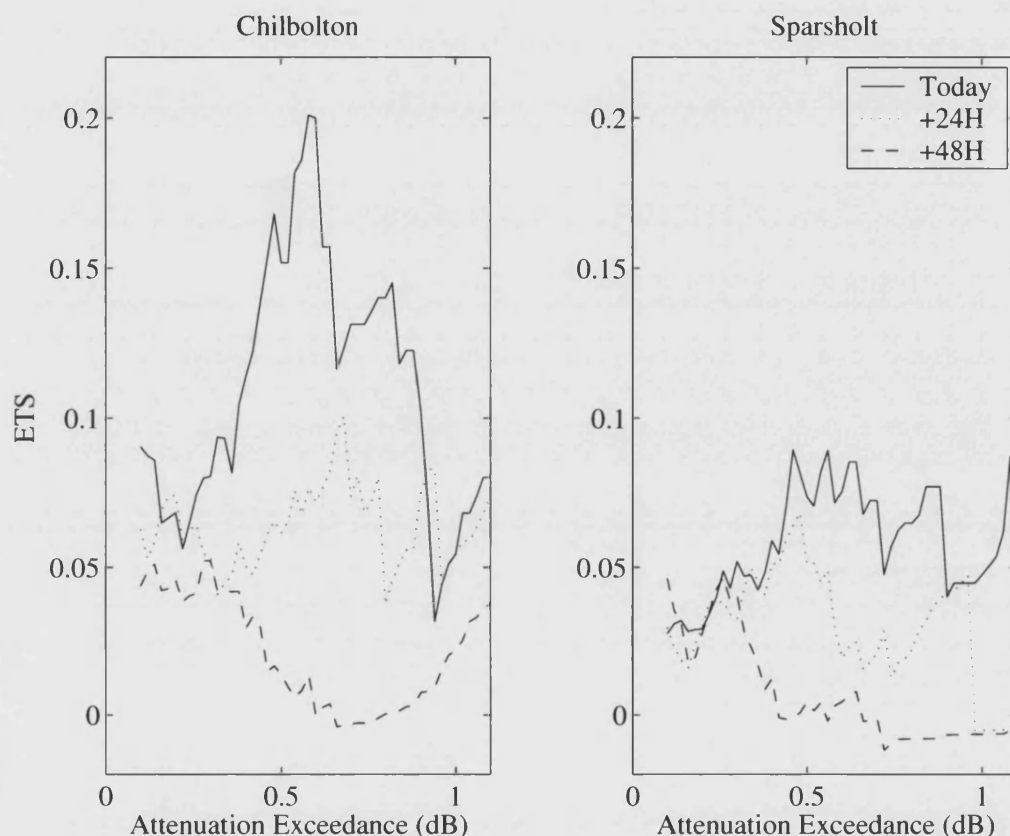 Chilbolton
Sparsholt
Today
+24H
+48H
0.2
0.15
0.1
0.05
0
0.2
0.15
0.1
0.05
0
ETS
0
0.5
1
0
0.5
1
Attenuation Exceedance (dB)
Attenuation Exceedance (dB)